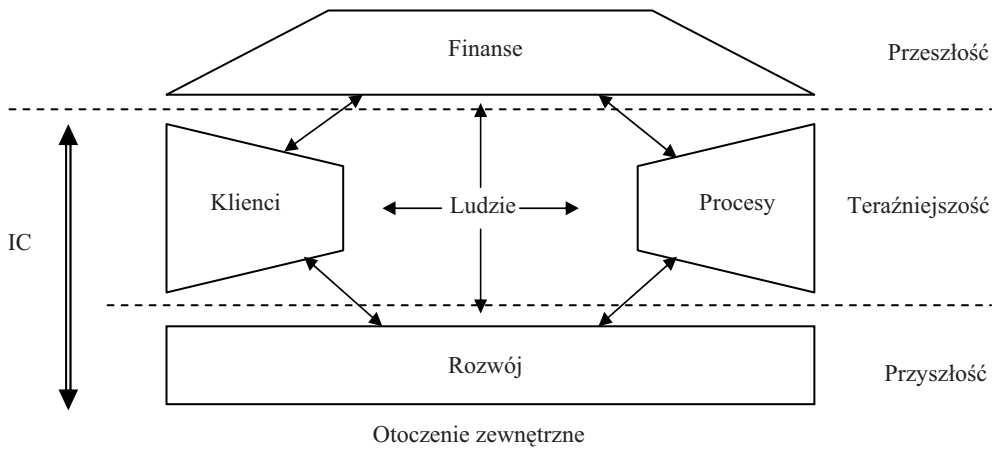 Finanse
Przeszłość
Klienci
Ludzie
Procesy
Teraźniejszość
IC
Rozwój
Przyszłość
Otoczenie zewnętrzne